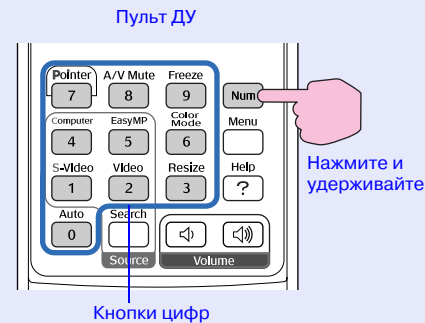 Пульт ДУ
Pointer A/V Mute Freeze
7 8 9 Num
Computer EasyMP Color Mode Menu
4 5 6
S-Video Video Resize Help
1 2 3 ?
Нажмите и
удерживайте
Auto Search
0
Source Volume
Кнопки цифр